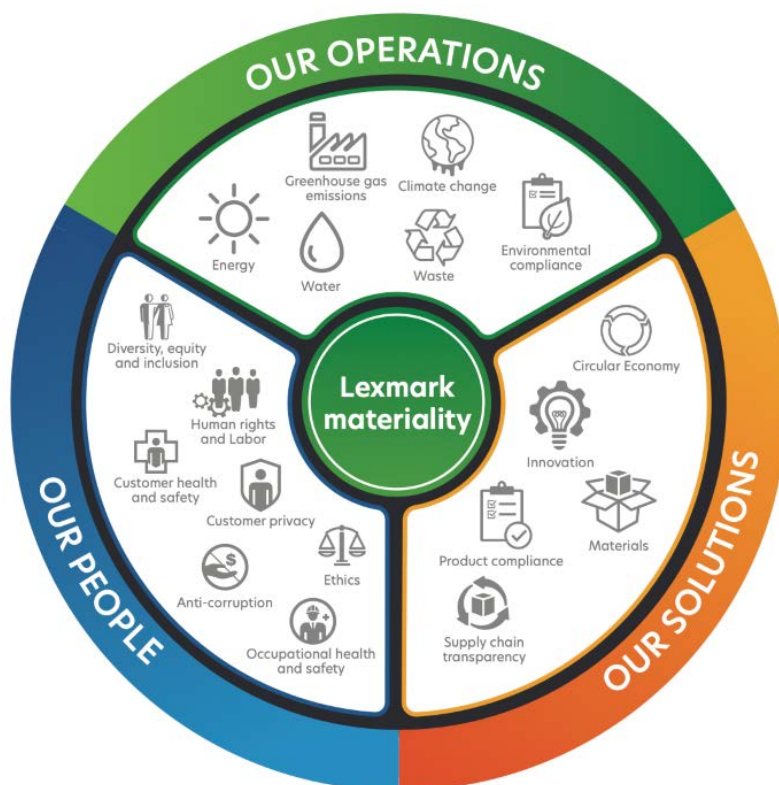 OUR OPERATIONS
Greenhouse gas
emissions
Climate change
Energy
Water
Waste
Environmental
compliance
Lexmark
materiality
OUR PEOPLE
Diversity, equity
and inclusion
Human rights
and Labor
Customer health
and safety
Customer privacy
Anti-corruption
$
Ethics
Occupational health
and safety
OUR SOLUTIONS
Circular Economy
Innovation
Materials
Product compliance
Supply chain
transparency